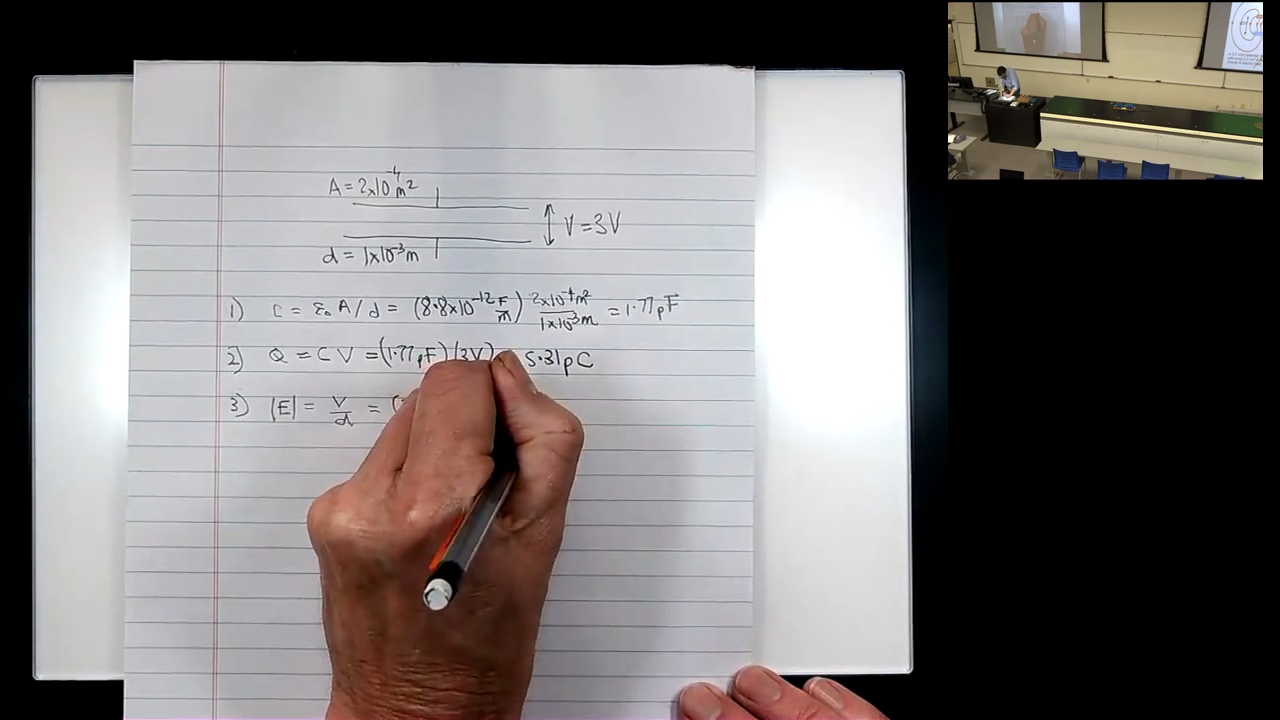 A = 2x10⁻⁴m²
V = 3V
d = 1x10⁻³m
1) C = ε₀ A/d = (8.8x10⁻¹² F/m) 2x10⁻⁴m²/1x10⁻³m = 1.77pF
2) Q = C V = (1.77pF)(3V) 5.31pC
3) |E| = V/d = (